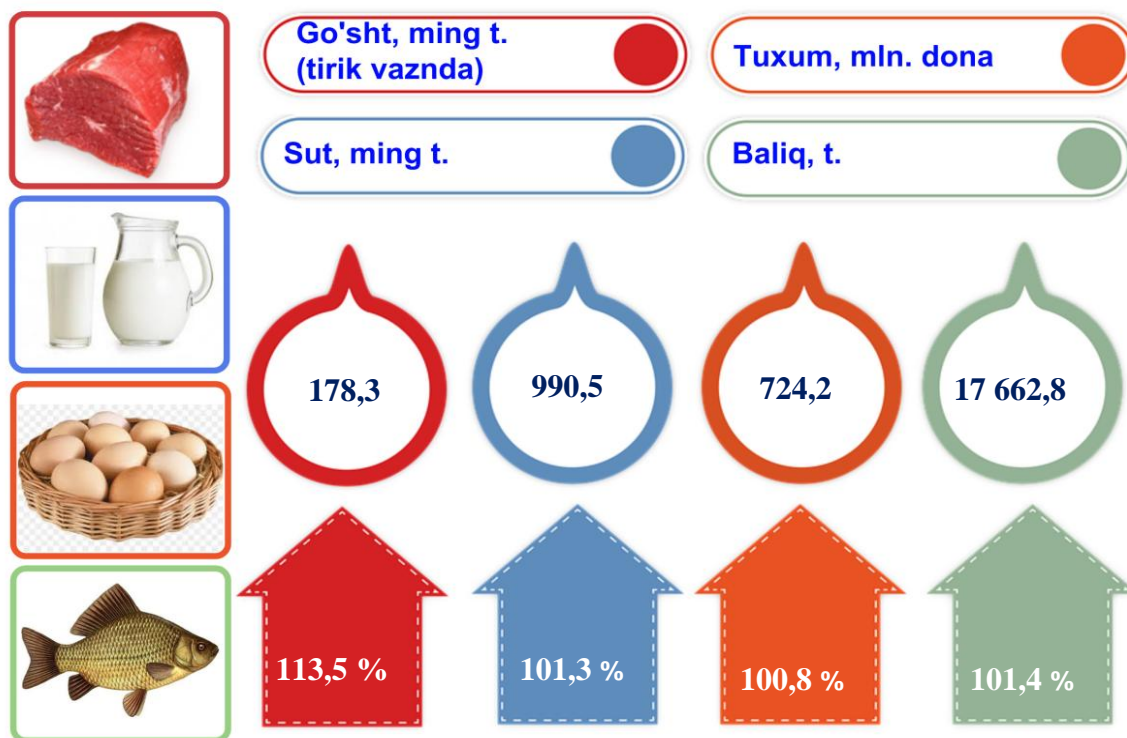 Go'sht, ming t.
(tirik vaznda)
Tuxum, mln. dona
Sut, ming t.
Baliq, t.
178,3
990,5
724,2
17 662,8
113,5 %
101,3 %
100,8 %
101,4 %